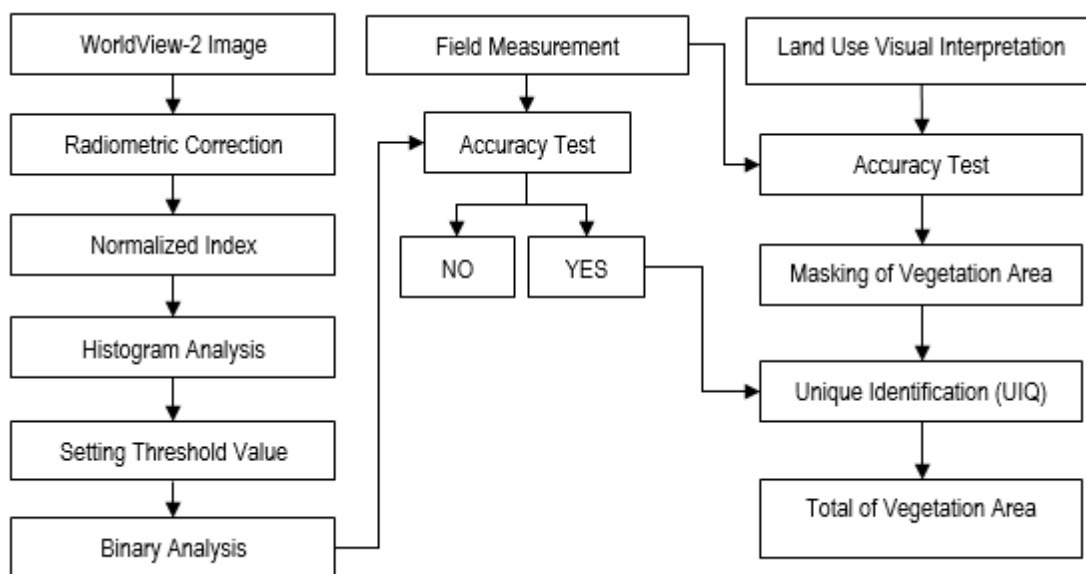 WorldView-2 Image
Radiometric Correction
Normalized Index
Histogram Analysis
Setting Threshold Value
Binary Analysis
Field Measurement
Accuracy Test
NO
YES
Land Use Visual Interpretation
Accuracy Test
Masking of Vegetation Area
Unique Identification (UIQ)
Total of Vegetation Area